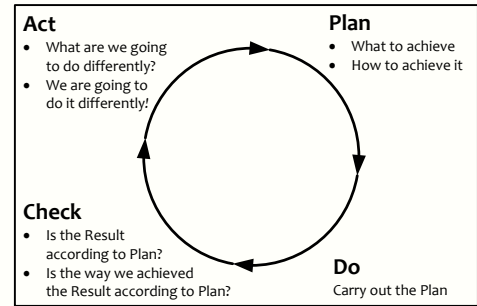 Act
• What are we going
to do differently?
• We are going to
do it differently!
Plan
• What to achieve
• How to achieve it
Check
• Is the Result
according to Plan?
• Is the way we achieved
the Result according to Plan?
Do
Carry out the Plan